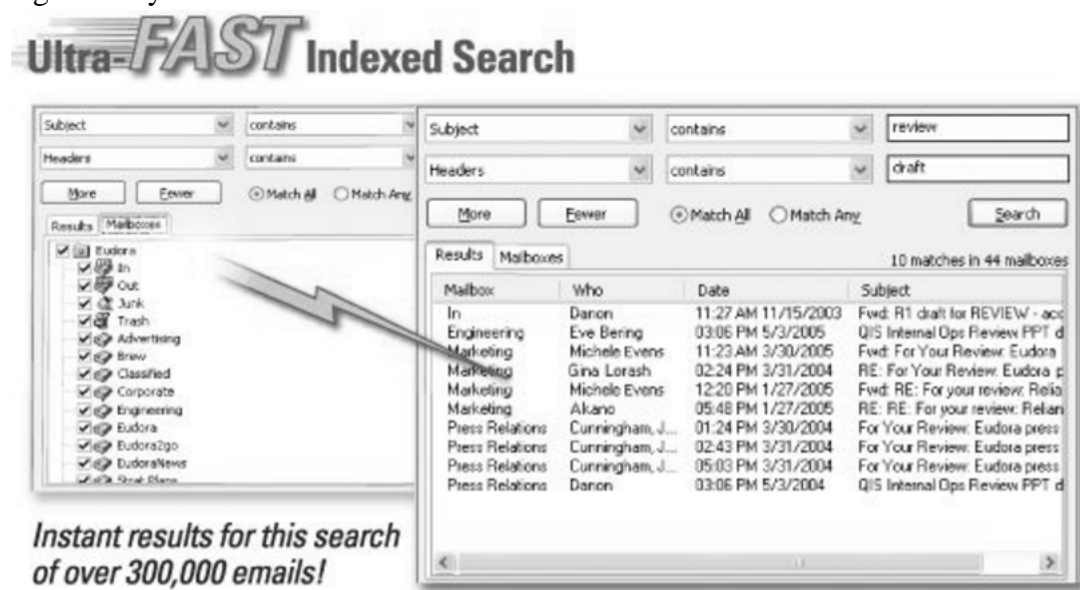 Ultra-FAST Indexed Search
Subject contains
Headers contains
More Fewer Match All Match Any
Results Mailboxes
Eudora
In
Out
Junk
Trash
Advertising
Brew
Classified
Corporate
Engineering
Eudora
Eudora2go
EudoraNews
Strat Plans
Subject contains review
Headers contains draft
More Fewer Match All Match Any Search
Results Mailboxes 10 matches in 44 mailboxes
Mailbox Who Date Subject
In Danon 11:27 AM 11/15/2003 Fwd: R1 draft for REVIEW - acc
Engineering Eve Bering 03:06 PM 5/3/2005 QIS Internal Ops Review PPT d
Marketing Michele Evens 11:23 AM 3/30/2005 Fwd: For Your Review: Eudora
Marketing Gina Lorash 02:24 PM 3/31/2004 RE: For Your Review: Eudora p
Marketing Michele Evens 12:20 PM 1/27/2005 Fwd: RE: For your review: Relia
Marketing Akano 05:48 PM 1/27/2005 RE: RE: For your review: Relian
Press Relations Cunningham, J... 01:24 PM 3/30/2004 For Your Review: Eudora press
Press Relations Cunningham, J... 02:43 PM 3/31/2004 For Your Review: Eudora press
Press Relations Cunningham, J... 05:03 PM 3/31/2004 For Your Review: Eudora press
Press Relations Danon 03:06 PM 5/3/2004 QIS Internal Ops Review PPT d
Instant results for this search
of over 300,000 emails!